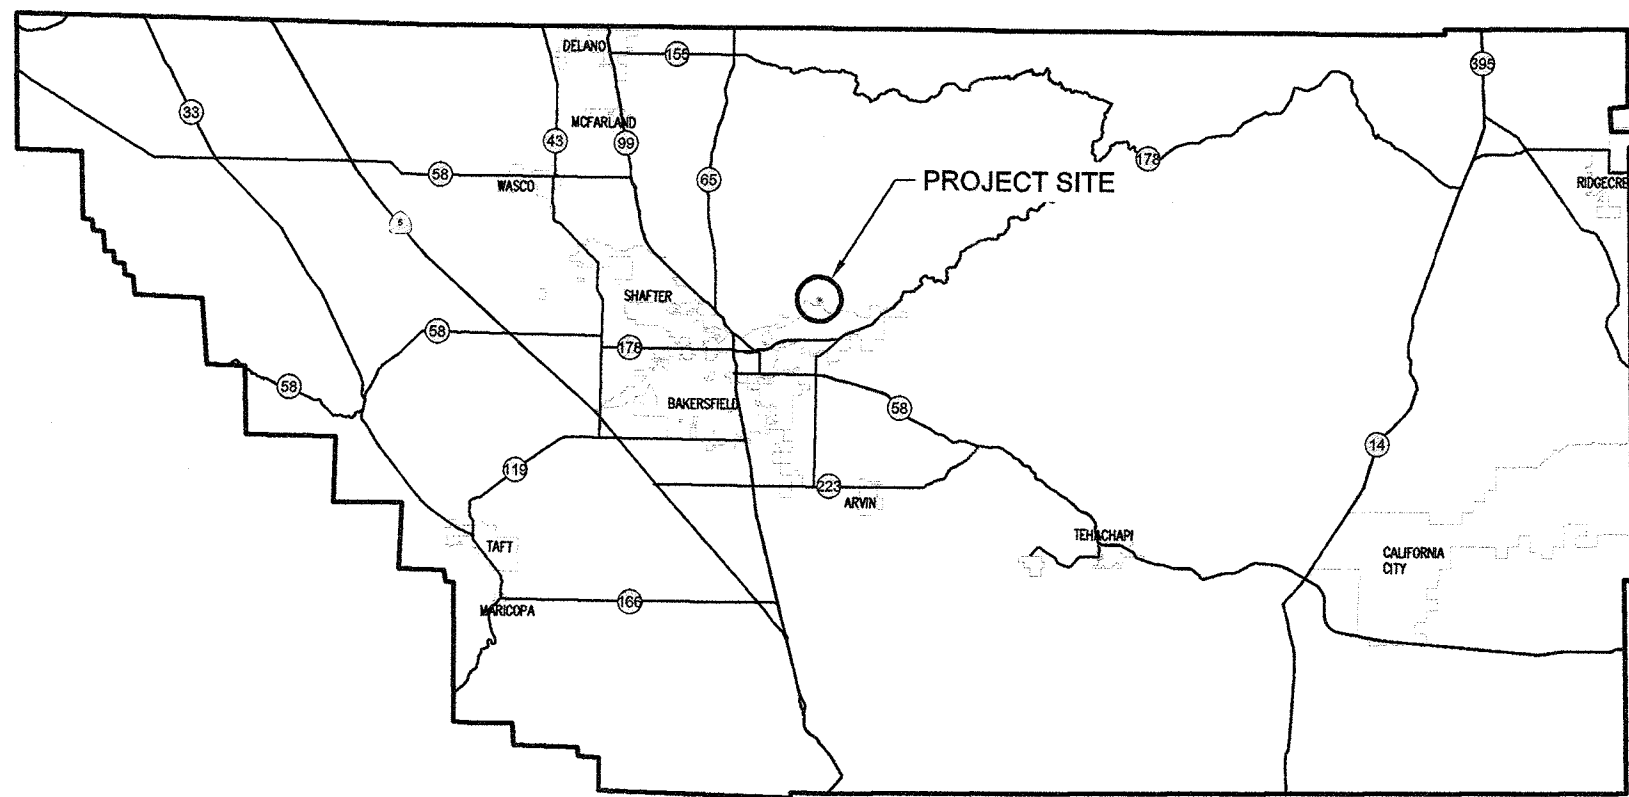 DELANO
155
395
33
MCFARLAND
43
99
178
58
WASCO
65
PROJECT SITE
RIDGECRE
5
SHAFTER
58
178
58
BAKERSFIELD
58
14
119
223
ARVIN
TAFT
TEHACHAPI
CALIFORNIA
CITY
MARICOPA
166